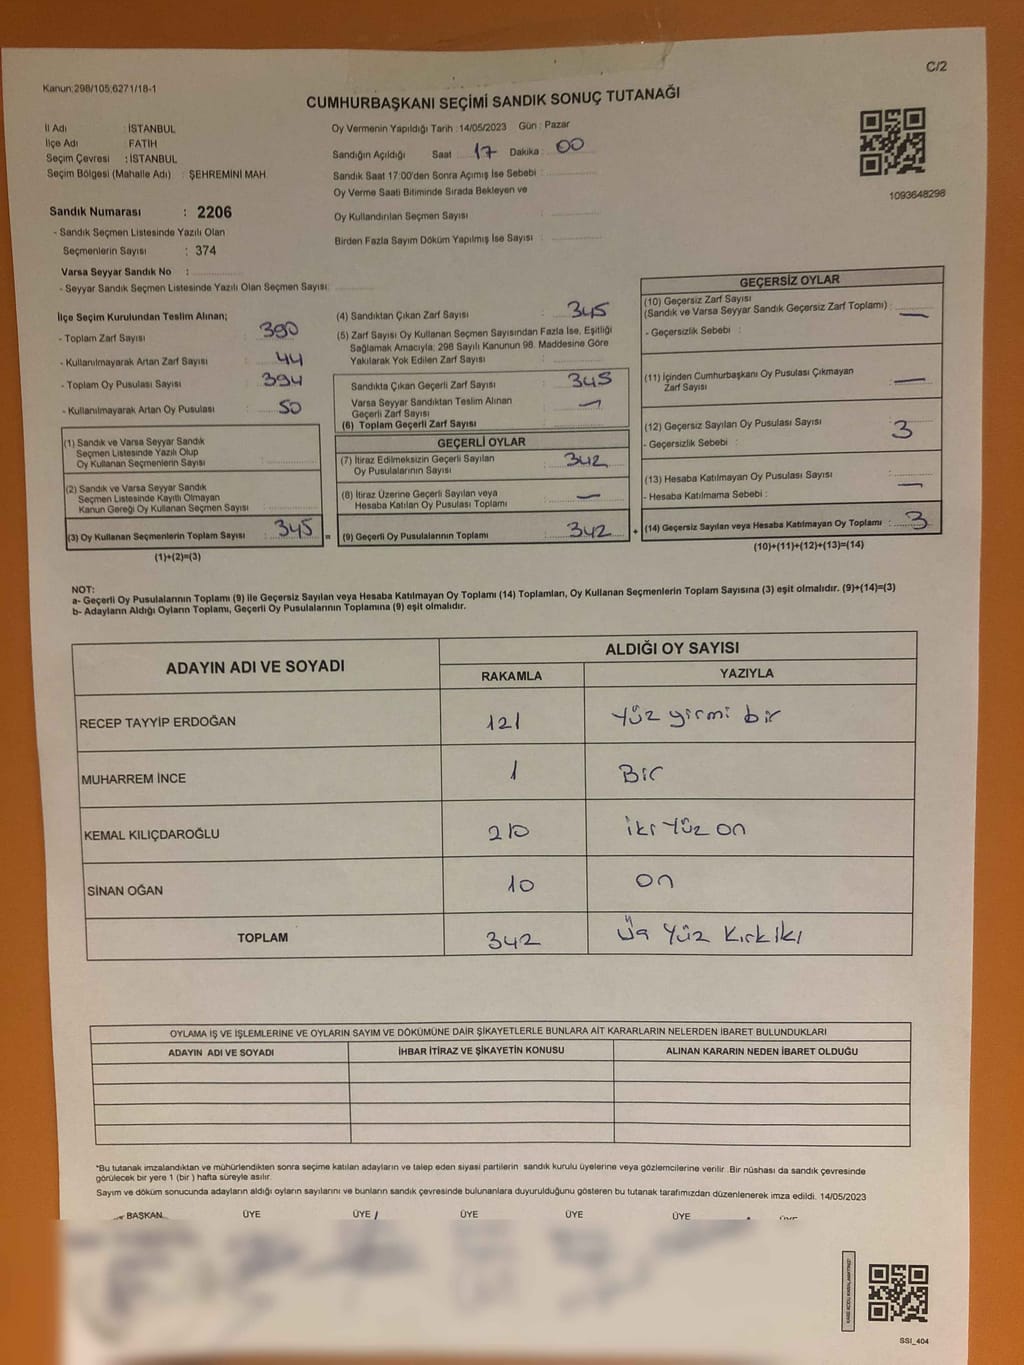 C/2
Kanun:298/105,6271/18-1
CUMHURBAŞKANI SEÇİMİ SANDIK SONUÇ TUTANAĞI
İl Adı : İSTANBUL
İlçe Adı : FATİH
Seçim Çevresi : İSTANBUL
Seçim Bölgesi (Mahalle Adı) : ŞEHREMİNİ MAH.
Oy Vermenin Yapıldığı Tarih :14/05/2023 Gün : Pazar
Sandığın Açıldığı Saat : 17 Dakika : 00
Sandık Saat 17:00'den Sonra Açımış İse Sebebi :
Oy Verme Saati Bitiminde Sırada Bekleyen ve
Oy Kullandırılan Seçmen Sayısı :
Birden Fazla Sayım Döküm Yapılmış İse Sayısı :
1093648298
Sandık Numarası : 2206
- Sandık Seçmen Listesinde Yazılı Olan
Seçmenlerin Sayısı : 374
Varsa Seyyar Sandık No :
- Seyyar Sandık Seçmen Listesinde Yazılı Olan Seçmen Sayısı:
İlçe Seçim Kurulundan Teslim Alınan;
- Toplam Zarf Sayısı : 390
- Kullanılmayarak Artan Zarf Sayısı : 44
- Toplam Oy Pusulası Sayısı : 394
- Kullanılmayarak Artan Oy Pusulası : 50
(1) Sandık ve Varsa Seyyar Sandık
Seçmen Listesinde Yazılı Olup
Oy Kullanan Seçmenlerin Sayısı :
(2) Sandık ve Varsa Seyyar Sandık
Seçmen Listesinde Kayıtlı Olmayan
Kanun Gereği Oy Kullanan Seçmen Sayısı :
(3) Oy Kullanan Seçmenlerin Toplam Sayısı : 345
(1)+(2)=(3)
=
(4) Sandıktan Çıkan Zarf Sayısı : 345
(5) Zarf Sayısı Oy Kullanan Seçmen Sayısından Fazla İse, Eşitliği
Sağlamak Amacıyla; 298 Sayılı Kanunun 98. Maddesine Göre
Yakılarak Yok Edilen Zarf Sayısı :
Sandıkta Çıkan Geçerli Zarf Sayısı : 345
Varsa Seyyar Sandıktan Teslim Alınan
Geçerli Zarf Sayısı : —
(6) Toplam Geçerli Zarf Sayısı :
GEÇERLİ OYLAR
(7) İtiraz Edilmeksizin Geçerli Sayılan
Oy Pusulalarının Sayısı : 342
(8) İtiraz Üzerine Geçerli Sayılan veya
Hesaba Katılan Oy Pusulası Toplamı : —
(9) Geçerli Oy Pusulalarının Toplamı : 342
+
GEÇERSİZ OYLAR
(10) Geçersiz Zarf Sayısı
(Sandık ve Varsa Seyyar Sandık Geçersiz Zarf Toplamı) : —
- Geçersizlik Sebebi :
(11) İçinden Cumhurbaşkanı Oy Pusulası Çıkmayan
Zarf Sayısı : —
(12) Geçersiz Sayılan Oy Pusulası Sayısı : 3
- Geçersizlik Sebebi :
(13) Hesaba Katılmayan Oy Pusulası Sayısı : —
- Hesaba Katılmama Sebebi :
(14) Geçersiz Sayılan veya Hesaba Katılmayan Oy Toplamı : 3
(10)+(11)+(12)+(13)=(14)
NOT:
a- Geçerli Oy Pusulalarının Toplamı (9) ile Geçersiz Sayılan veya Hesaba Katılmayan Oy Toplamı (14) Toplamları, Oy Kullanan Seçmenlerin Toplam Sayısına (3) eşit olmalıdır. (9)+(14)=(3)
b- Adayların Aldığı Oyların Toplamı, Geçerli Oy Pusulalarının Toplamına (9) eşit olmalıdır.
ADAYIN ADI VE SOYADI ALDIĞI OY SAYISI
RAKAMLA YAZIYLA
RECEP TAYYİP ERDOĞAN 121 Yüz yirmi bir
MUHARREM İNCE 1 Bir
KEMAL KILIÇDAROĞLU 210 iki Yüz on
SİNAN OĞAN 10 on
TOPLAM 342 Üç Yüz Kırkiki
OYLAMA İŞ VE İŞLEMLERİNE VE OYLARIN SAYIM VE DÖKÜMÜNE DAİR ŞİKAYETLERLE BUNLARA AİT KARARLARIN NELERDEN İBARET BULUNDUKLARI
ADAYIN ADI VE SOYADI İHBAR İTİRAZ VE ŞİKAYETİN KONUSU ALINAN KARARIN NEDEN İBARET OLDUĞU
*Bu tutanak imzalandıktan ve mühürlendikten sonra seçime katılan adayların ve talep eden siyasi partilerin sandık kurulu üyelerine veya gözlemcilerine verilir. Bir nüshası da sandık çevresinde
görülecek bir yere 1 (bir ) hafta süreyle asılır.
Sayım ve döküm sonucunda adayların aldığı oyların sayılarını ve bunların sandık çevresinde bulunanlara duyurulduğunu gösteren bu tutanak tarafımızdan düzenlenerek imza edildi. 14/05/2023
BAŞKAN ÜYE ÜYE ÜYE ÜYE ÜYE
SSI_404